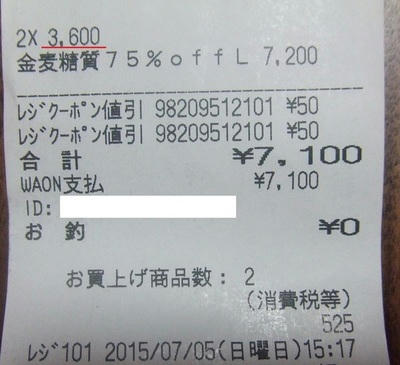 2X 3,600
金麦糖質75%offL 7,200
レジクーポン値引 98209512101 ¥50
レジクーポン値引 98209512101 ¥50
合計 ¥7,100
WAON支払 ¥7,100
ID:
お釣 ¥0
お買上げ商品数: 2
(消費税等)
525
レジ101 2015/07/05(日曜日)15:17